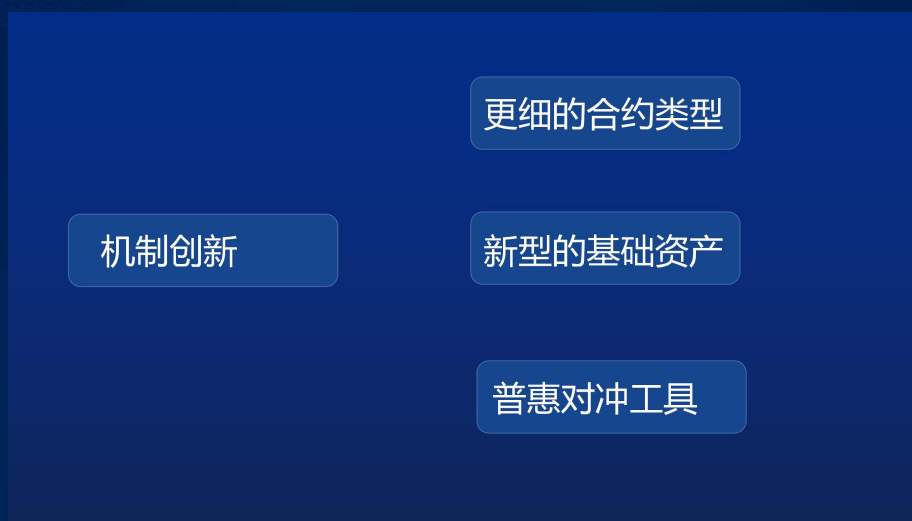 更细的合约类型
机制创新
新型的基础资产
普惠对冲工具